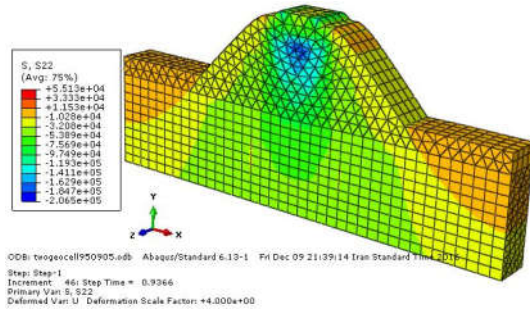 S, S22
(Avg: 75%)
+5.513e+04
+3.333e+04
+1.153e+04
-1.028e+04
-3.208e+04
-5.389e+04
-7.569e+04
-9.749e+04
-1.193e+05
-1.411e+05
-1.629e+05
-1.847e+05
-2.065e+05
Y
Z
X
ODB: twogeocell950905.odb Abaqus/Standard 6.13-1 Fri Dec 09 21:39:14 Iran Standard Time 2016
Step: Step-1
Increment 46: Step Time = 0.9366
Primary Var: S, S22
Deformed Var: U Deformation Scale Factor: +4.000e+00